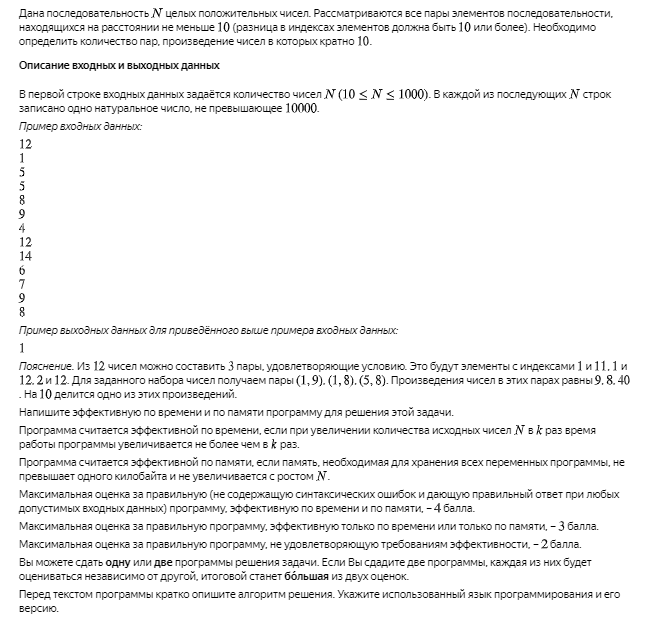 Дана последовательность N целых положительных чисел. Рассматриваются все пары элементов последовательности,
находящихся на расстоянии не меньше 10 (разница в индексах элементов должна быть 10 или более). Необходимо
определить количество пар, произведение чисел в которых кратно 10.
Описание входных и выходных данных
В первой строке входных данных задаётся количество чисел N (10 ≤ N ≤ 1000). В каждой из последующих N строк
записано одно натуральное число, не превышающее 10000.
Пример входных данных:
12
1
5
5
8
9
4
12
14
6
7
9
8
Пример выходных данных для приведённого выше примера входных данных:
1
Пояснение. Из 12 чисел можно составить 3 пары, удовлетворяющие условию. Это будут элементы с индексами 1 и 11, 1 и
12, 2 и 12. Для заданного набора чисел получаем пары (1, 9), (1, 8), (5, 8). Произведения чисел в этих парах равны 9, 8, 40
. На 10 делится одно из этих произведений.
Напишите эффективную по времени и по памяти программу для решения этой задачи.
Программа считается эффективной по времени, если при увеличении количества исходных чисел N в k раз время
работы программы увеличивается не более чем в k раз.
Программа считается эффективной по памяти, если память, необходимая для хранения всех переменных программы, не
превышает одного килобайта и не увеличивается с ростом N.
Максимальная оценка за правильную (не содержащую синтаксических ошибок и дающую правильный ответ при любых
допустимых входных данных) программу, эффективную по времени и по памяти, – 4 балла.
Максимальная оценка за правильную программу, эффективную только по времени или только по памяти, – 3 балла.
Максимальная оценка за правильную программу, не удовлетворяющую требованиям эффективности, – 2 балла.
Вы можете сдать одну или две программы решения задачи. Если Вы сдадите две программы, каждая из них будет
оцениваться независимо от другой, итоговой станет бо́льшая из двух оценок.
Перед текстом программы кратко опишите алгоритм решения. Укажите использованный язык программирования и его
версию.